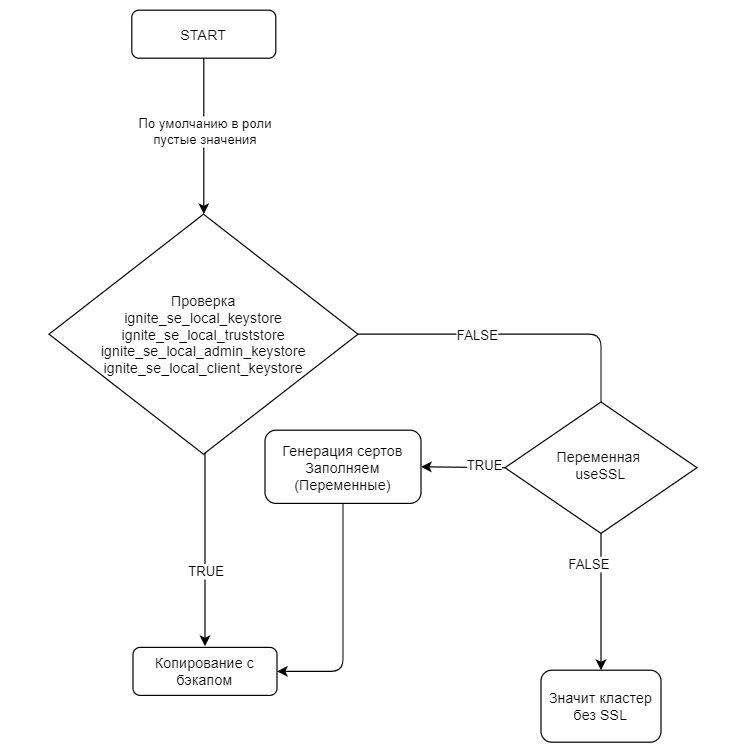 START
По умолчанию в роли
пустые значения
Проверка
ignite_se_local_keystore
ignite_se_local_truststore
ignite_se_local_admin_keystore
ignite_se_local_client_keystore
FALSE
Генерация сертов
Заполняем
(Переменные)
TRUE
Переменная
useSSL
TRUE
FALSE
Копирование с
бэкапом
Значит кластер
без SSL